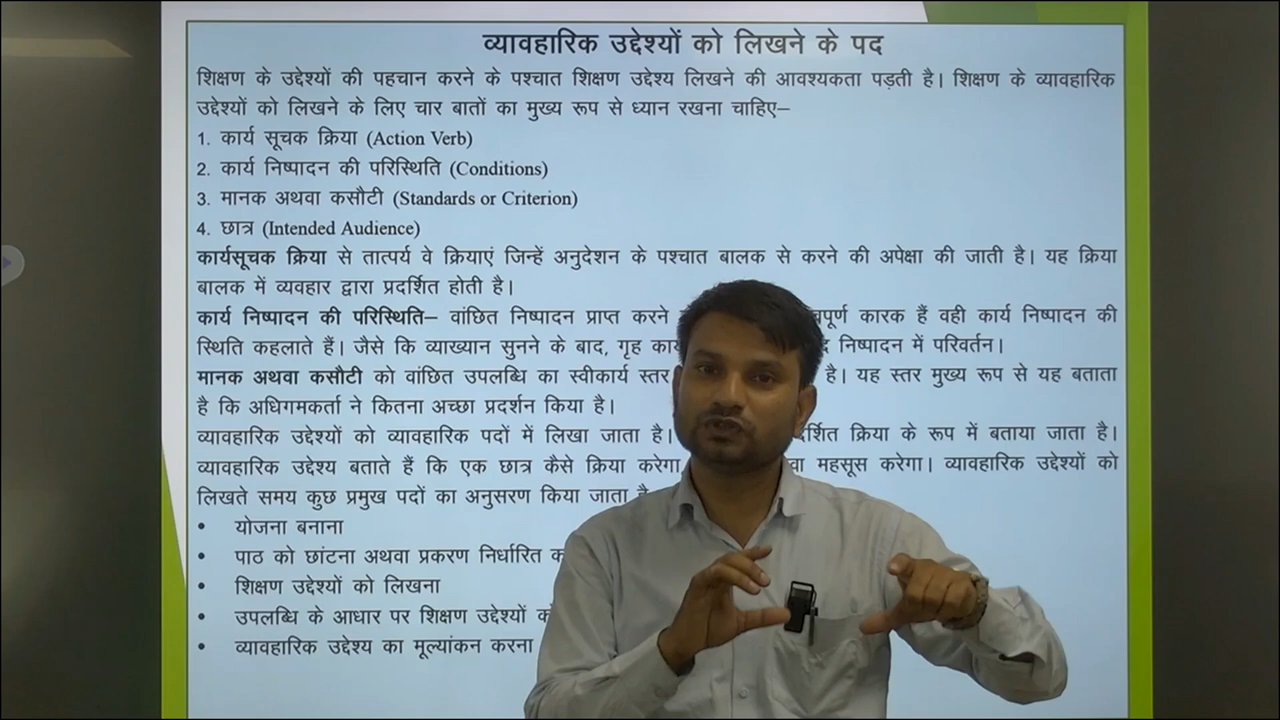 व्यावहारिक उद्देश्यों को लिखने के पद
शिक्षण के उद्देश्यों की पहचान करने के पश्चात शिक्षण उद्देश्य लिखने की आवश्यकता पड़ती है। शिक्षण के व्यावहारिक
उद्देश्यों को लिखने के लिए चार बातों का मुख्य रूप से ध्यान रखना चाहिए–
1. कार्य सूचक क्रिया (Action Verb)
2. कार्य निष्पादन की परिस्थिति (Conditions)
3. मानक अथवा कसौटी (Standards or Criterion)
4. छात्र (Intended Audience)
कार्यसूचक क्रिया से तात्पर्य वे क्रियाएं जिन्हें अनुदेशन के पश्चात बालक से करने की अपेक्षा की जाती है। यह क्रिया
बालक में व्यवहार द्वारा प्रदर्शित होती है।
कार्य निष्पादन की परिस्थिति– वांछित निष्पादन प्राप्त करने कारक हैं वही कार्य निष्पादन की
स्थिति कहलाते हैं। जैसे कि व्याख्यान सुनने के बाद, गृह निष्पादन में परिवर्तन।
मानक अथवा कसौटी को वांछित उपलब्धि का स्वीकार्य स्तर है। यह स्तर मुख्य रूप से यह बताता
है कि अधिगमकर्ता ने कितना अच्छा प्रदर्शन किया है।
व्यावहारिक उद्देश्यों को व्यावहारिक पदों में लिखा जाता है। क्रिया के रूप में बताया जाता है।
व्यावहारिक उद्देश्य बताते हैं कि एक छात्र कैसे क्रिया करेगा महसूस करेगा। व्यावहारिक उद्देश्यों को
लिखते समय कुछ प्रमुख पदों का अनुसरण किया जाता
• योजना बनाना
• पाठ को छांटना अथवा प्रकरण निर्धारित
• शिक्षण उद्देश्यों को लिखना
• उपलब्धि के आधार पर शिक्षण उद्देश्यों
• व्यावहारिक उद्देश्य का मूल्यांकन करना